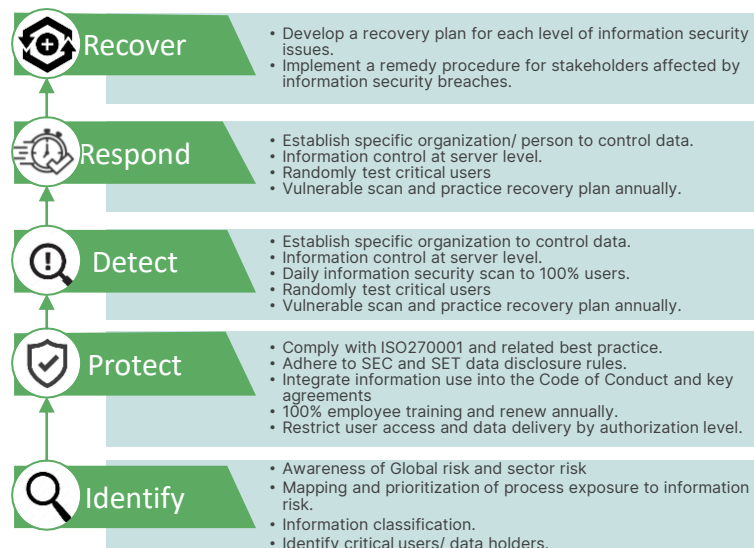 Recover
• Develop a recovery plan for each level of information security
issues.
• Implement a remedy procedure for stakeholders affected by
information security breaches.
Respond
• Establish specific organization/ person to control data.
• Information control at server level.
• Randomly test critical users
• Vulnerable scan and practice recovery plan annually.
Detect
• Establish specific organization to control data.
• Information control at server level.
• Daily information security scan to 100% users.
• Randomly test critical users
• Vulnerable scan and practice recovery plan annually.
Protect
• Comply with ISO270001 and related best practice.
• Adhere to SEC and SET data disclosure rules.
• Integrate information use into the Code of Conduct and key
agreements
• 100% employee training and renew annually.
• Restrict user access and data delivery by authorization level.
Identify
• Awareness of Global risk and sector risk
• Mapping and prioritization of process exposure to information
risk.
• Information classification.
• Identify critical users/ data holders.